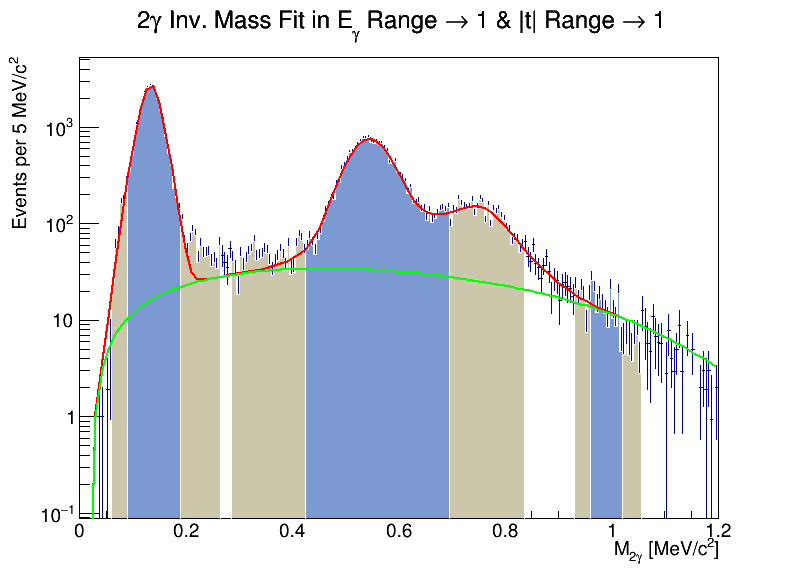 2γ Inv. Mass Fit in Eγ Range → 1 & |t| Range → 1
Events per 5 MeV/c²
10³
10²
10
1
10⁻¹
0 0.2 0.4 0.6 0.8 1 1.2
M2γ [MeV/c²]